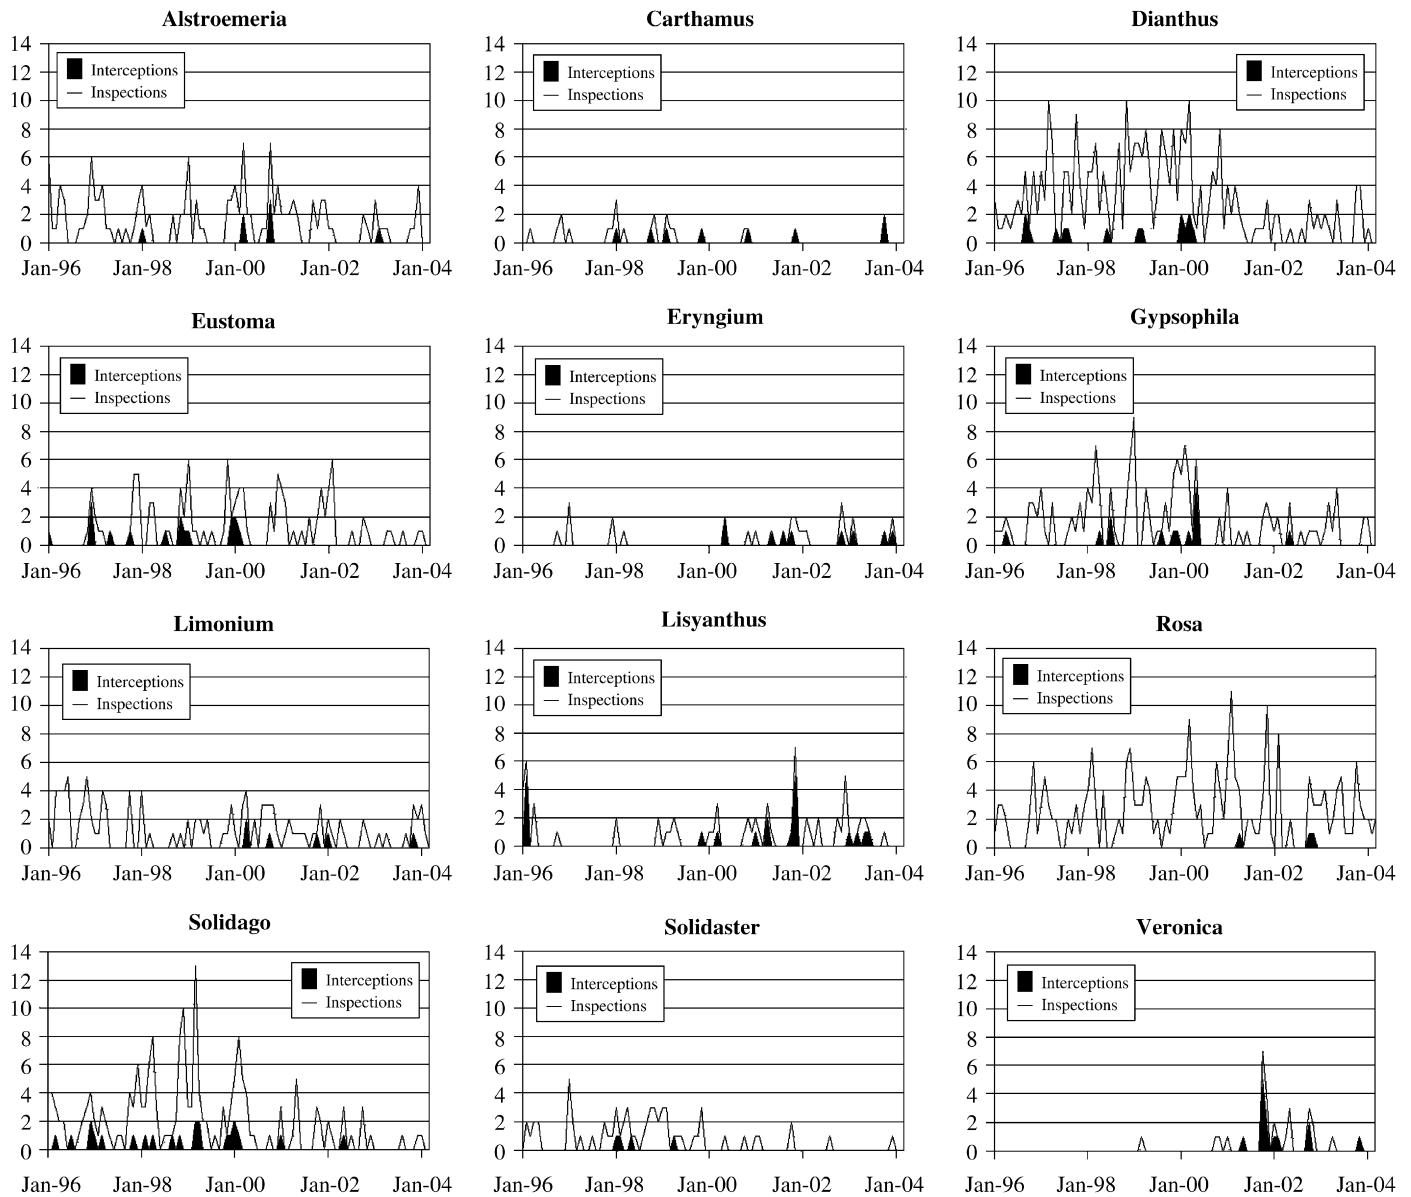 Alstroemeria
14
12
10
8
6
4
2
0
Interceptions
Inspections
Jan-96 Jan-98 Jan-00 Jan-02 Jan-04
Carthamus
14
12
10
8
6
4
2
0
Interceptions
Inspections
Jan-96 Jan-98 Jan-00 Jan-02 Jan-04
Dianthus
14
12
10
8
6
4
2
0
Interceptions
Inspections
Jan-96 Jan-98 Jan-00 Jan-02 Jan-04
Eustoma
14
12
10
8
6
4
2
0
Interceptions
Inspections
Jan-96 Jan-98 Jan-00 Jan-02 Jan-04
Eryngium
14
12
10
8
6
4
2
0
Interceptions
Inspections
Jan-96 Jan-98 Jan-00 Jan-02 Jan-04
Gypsophila
14
12
10
8
6
4
2
0
Interceptions
Inspections
Jan-96 Jan-98 Jan-00 Jan-02 Jan-04
Limonium
14
12
10
8
6
4
2
0
Interceptions
Inspections
Jan-96 Jan-98 Jan-00 Jan-02 Jan-04
Lisyanthus
14
12
10
8
6
4
2
0
Interceptions
Inspections
Jan-96 Jan-98 Jan-00 Jan-02 Jan-04
Rosa
14
12
10
8
6
4
2
0
Interceptions
Inspections
Jan-96 Jan-98 Jan-00 Jan-02 Jan-04
Solidago
14
12
10
8
6
4
2
0
Interceptions
Inspections
Jan-96 Jan-98 Jan-00 Jan-02 Jan-04
Solidaster
14
12
10
8
6
4
2
0
Interceptions
Inspections
Jan-96 Jan-98 Jan-00 Jan-02 Jan-04
Veronica
14
12
10
8
6
4
2
0
Interceptions
Inspections
Jan-96 Jan-98 Jan-00 Jan-02 Jan-04